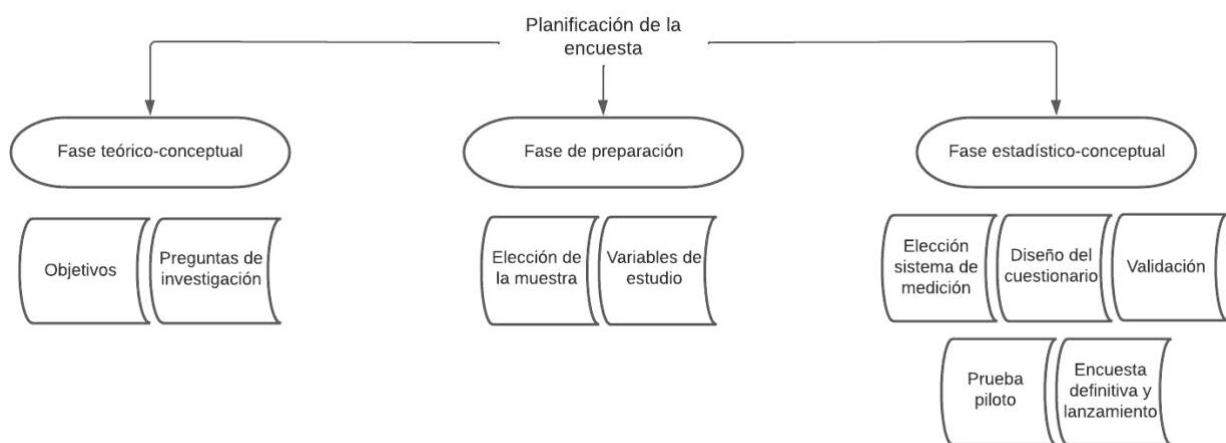 Planificación de la
encuesta
Fase teórico-conceptual
Fase de preparación
Fase estadístico-conceptual
Objetivos
Preguntas de
investigación
Elección de
la muestra
Variables de
estudio
Elección
sistema de
medición
Diseño del
cuestionario
Validación
Prueba
piloto
Encuesta
definitiva y
lanzamiento